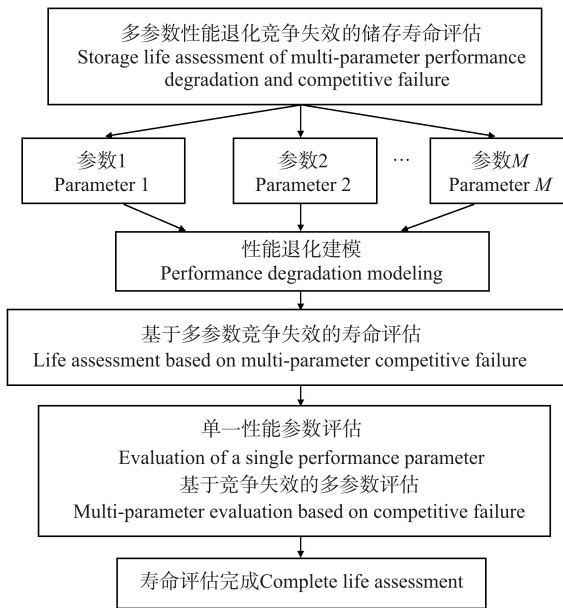 多参数性能退化竞争失效的储存寿命评估
Storage life assessment of multi-parameter performance
degradation and competitive failure
参数1
Parameter 1
参数2
Parameter 2
···
参数M
Parameter M
性能退化建模
Performance degradation modeling
基于多参数竞争失效的寿命评估
Life assessment based on multi-parameter competitive failure
单一性能参数评估
Evaluation of a single performance parameter
基于竞争失效的多参数评估
Multi-parameter evaluation based on competitive failure
寿命评估完成Complete life assessment